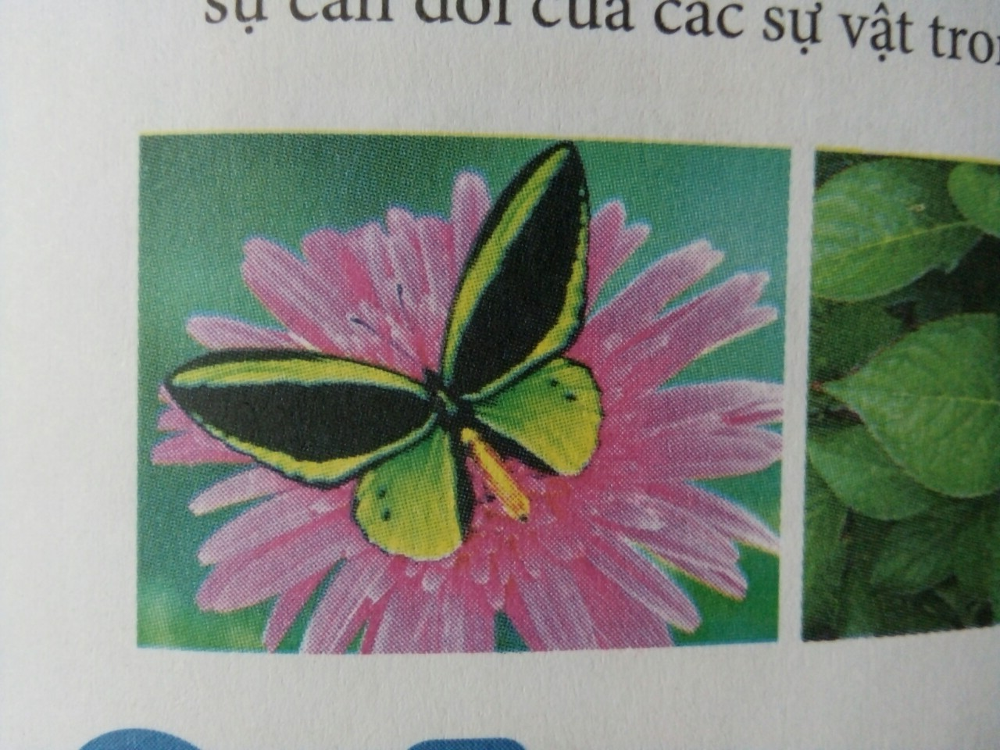 sự cân đối của các sự vật